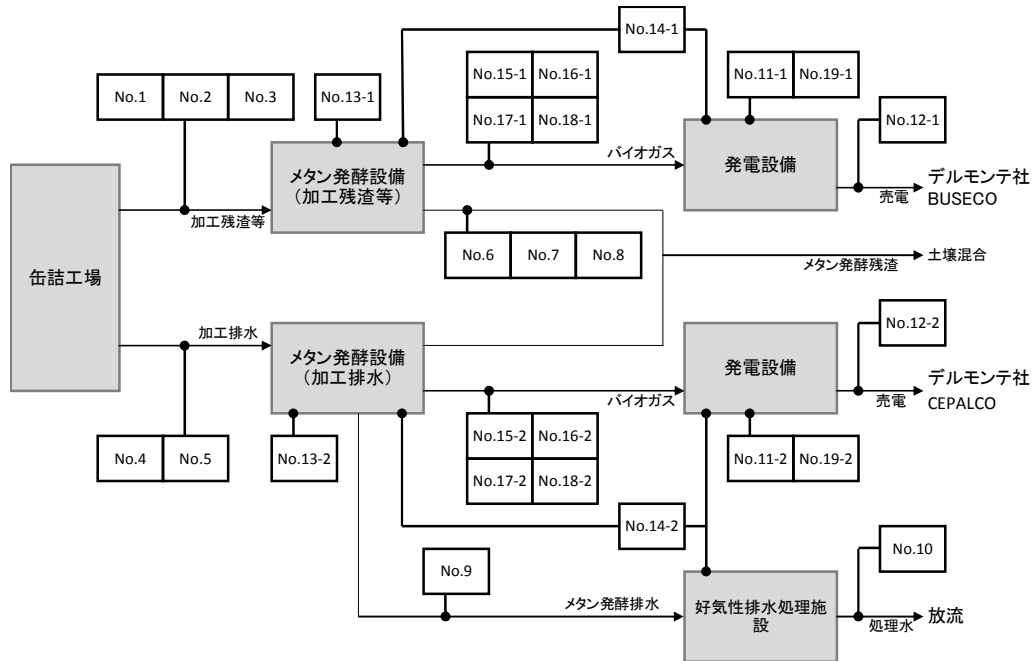 No.14-1
No.1
No.2
No.3
No.13-1
No.15-1
No.16-1
No.17-1
No.18-1
No.11-1
No.19-1
No.12-1
メタン発酵設備
（加工残渣等）
バイオガス
発電設備
売電
デルモンテ社
BUSECO
加工残渣等
缶詰工場
No.6
No.7
No.8
メタン発酵残渣
土壌混合
加工排水
メタン発酵設備
（加工排水）
バイオガス
発電設備
No.12-2
売電
デルモンテ社
CEPALCO
No.4
No.5
No.13-2
No.15-2
No.16-2
No.17-2
No.18-2
No.11-2
No.19-2
No.14-2
No.9
No.10
メタン発酵排水
好気性排水処理施
設
処理水
放流